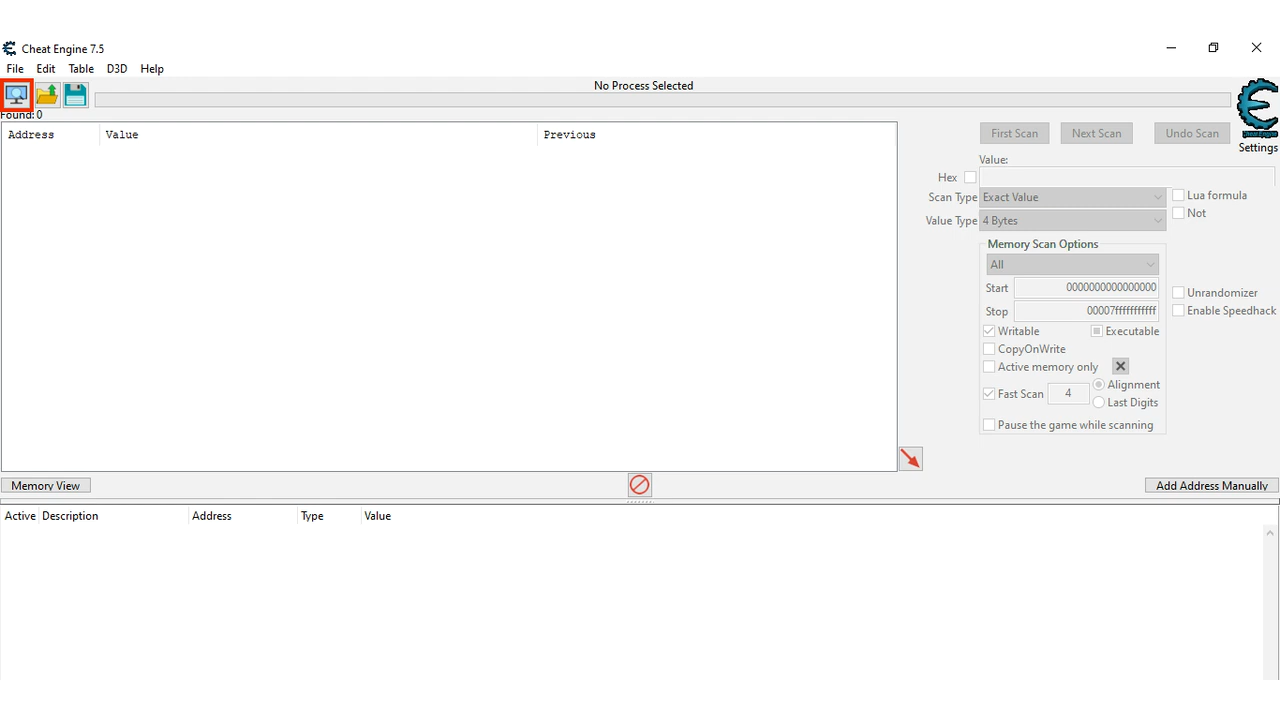 Cheat Engine 7.5
File Edit Table D3D Help
No Process Selected
Found: 0
Address Value Previous
First Scan Next Scan Undo Scan
Cheat Engine
Settings
Value:
Hex
Scan Type Exact Value Lua formula
Not
Value Type 4 Bytes
Memory Scan Options
All
Start 0000000000000000 Unrandomizer
Stop 00007fffffffffff Enable Speedhack
Writable Executable
CopyOnWrite
Active memory only
Fast Scan 4 Alignment
Last Digits
Pause the game while scanning
Memory View Add Address Manually
Active Description Address Type Value